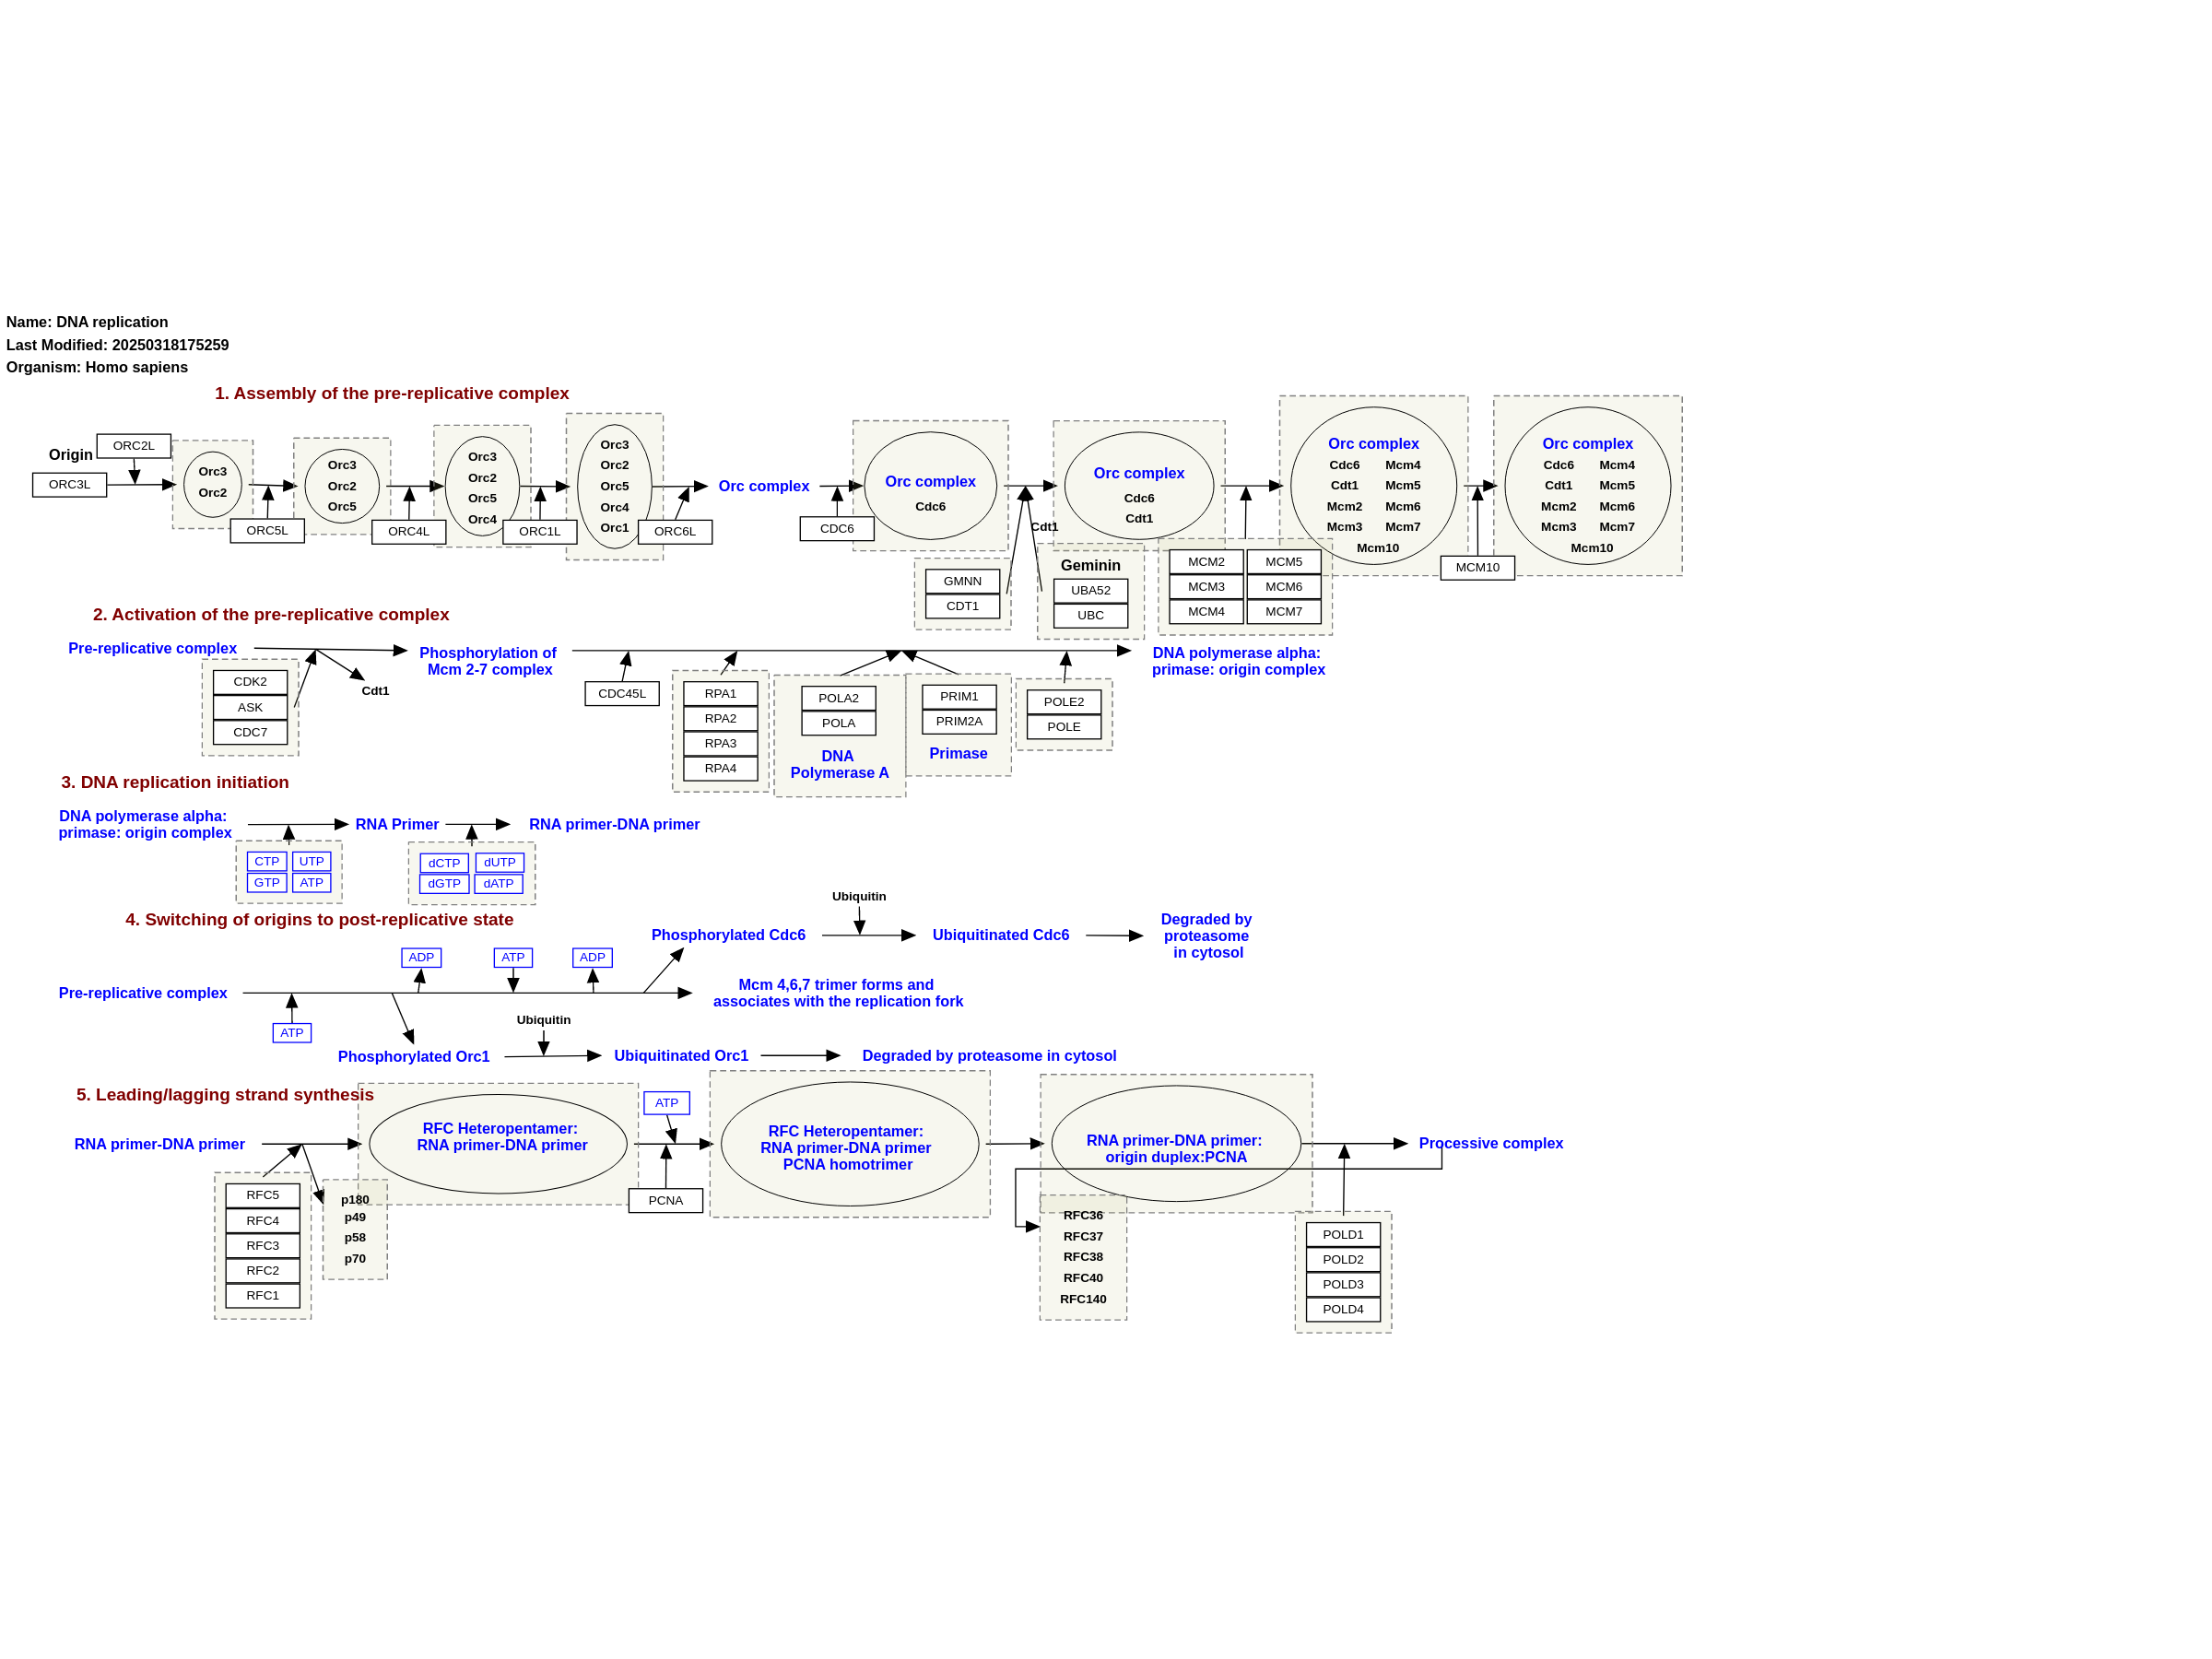 Name: DNA replication
Last Modified: 20250318175259
Organism: Homo sapiens
1. Assembly of the pre-replicative complex
Origin
ORC2L
ORC3L
Orc3
Orc2
ORC5L
Orc3
Orc2
Orc5
ORC4L
Orc3
Orc2
Orc5
Orc4
ORC1L
Orc3
Orc2
Orc5
Orc4
Orc1
ORC6L
Orc complex
CDC6
Orc complex
Cdc6
GMNN
CDT1
Cdt1
Geminin
UBA52
UBC
Orc complex
Cdc6
Cdt1
MCM2 MCM5
MCM3 MCM6
MCM4 MCM7
Orc complex
Cdc6 Mcm4
Cdt1 Mcm5
Mcm2 Mcm6
Mcm3 Mcm7
Mcm10
MCM10
Orc complex
Cdc6 Mcm4
Cdt1 Mcm5
Mcm2 Mcm6
Mcm3 Mcm7
Mcm10
2. Activation of the pre-replicative complex
Pre-replicative complex
CDK2
ASK
CDC7
Cdt1
Phosphorylation of
Mcm 2-7 complex
CDC45L
RPA1
RPA2
RPA3
RPA4
POLA2
POLA
DNA
Polymerase A
PRIM1
PRIM2A
Primase
POLE2
POLE
DNA polymerase alpha:
primase: origin complex
3. DNA replication initiation
DNA polymerase alpha:
primase: origin complex
CTP UTP
GTP ATP
RNA Primer
dCTP dUTP
dGTP dATP
RNA primer-DNA primer
4. Switching of origins to post-replicative state
Pre-replicative complex
ATP
ADP
ATP
ADP
Phosphorylated Cdc6
Ubiquitin
Ubiquitinated Cdc6
Degraded by
proteasome
in cytosol
Mcm 4,6,7 trimer forms and
associates with the replication fork
Phosphorylated Orc1
Ubiquitin
Ubiquitinated Orc1
Degraded by proteasome in cytosol
5. Leading/lagging strand synthesis
RNA primer-DNA primer
RFC5
RFC4
RFC3
RFC2
RFC1
p180
p49
p58
p70
RFC Heteropentamer:
RNA primer-DNA primer
ATP
PCNA
RFC Heteropentamer:
RNA primer-DNA primer
PCNA homotrimer
RNA primer-DNA primer:
origin duplex:PCNA
RFC36
RFC37
RFC38
RFC40
RFC140
POLD1
POLD2
POLD3
POLD4
Processive complex